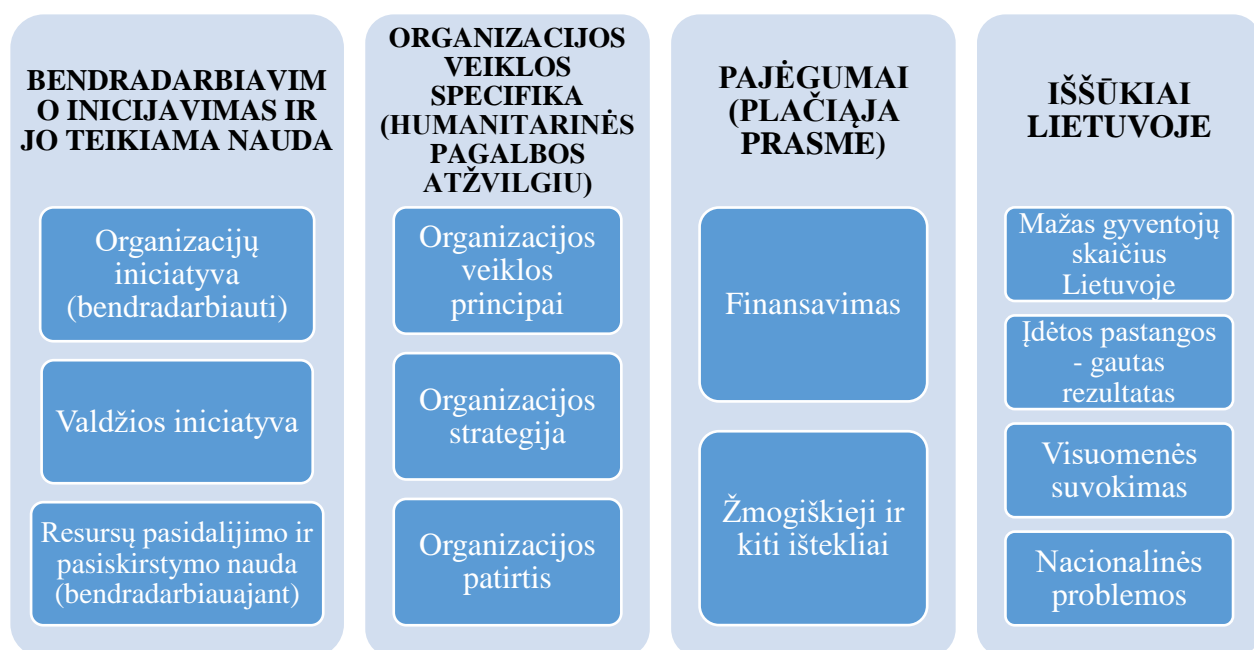 BENDRADARBIAVIM
O INICIJAVIMAS IR
JO TEIKIAMA NAUDA
Organizacijų
iniciatyva
(bendradarbiauti)
Valdžios iniciatyva
Resursų pasidalijimo ir
pasiskirstymo nauda
(bendradarbiauajant)
ORGANIZACIJOS
VEIKLOS
SPECIFIKA
(HUMANITARINĖS
PAGALBOS
ATŽVILGIU)
Organizacijos
veiklos
principai
Organizacijos
strategija
Organizacijos
patirtis
PAJĖGUMAI
(PLAČIĄJA
PRASME)
Finansavimas
Žmogiškieji ir
kiti ištekliai
IŠŠŪKIAI
LIETUVOJE
Mažas gyventojų
skaičius
Lietuvoje
Įdėtos pastangos
- gautas
rezultatas
Visuomenės
suvokimas
Nacionalinės
problemos